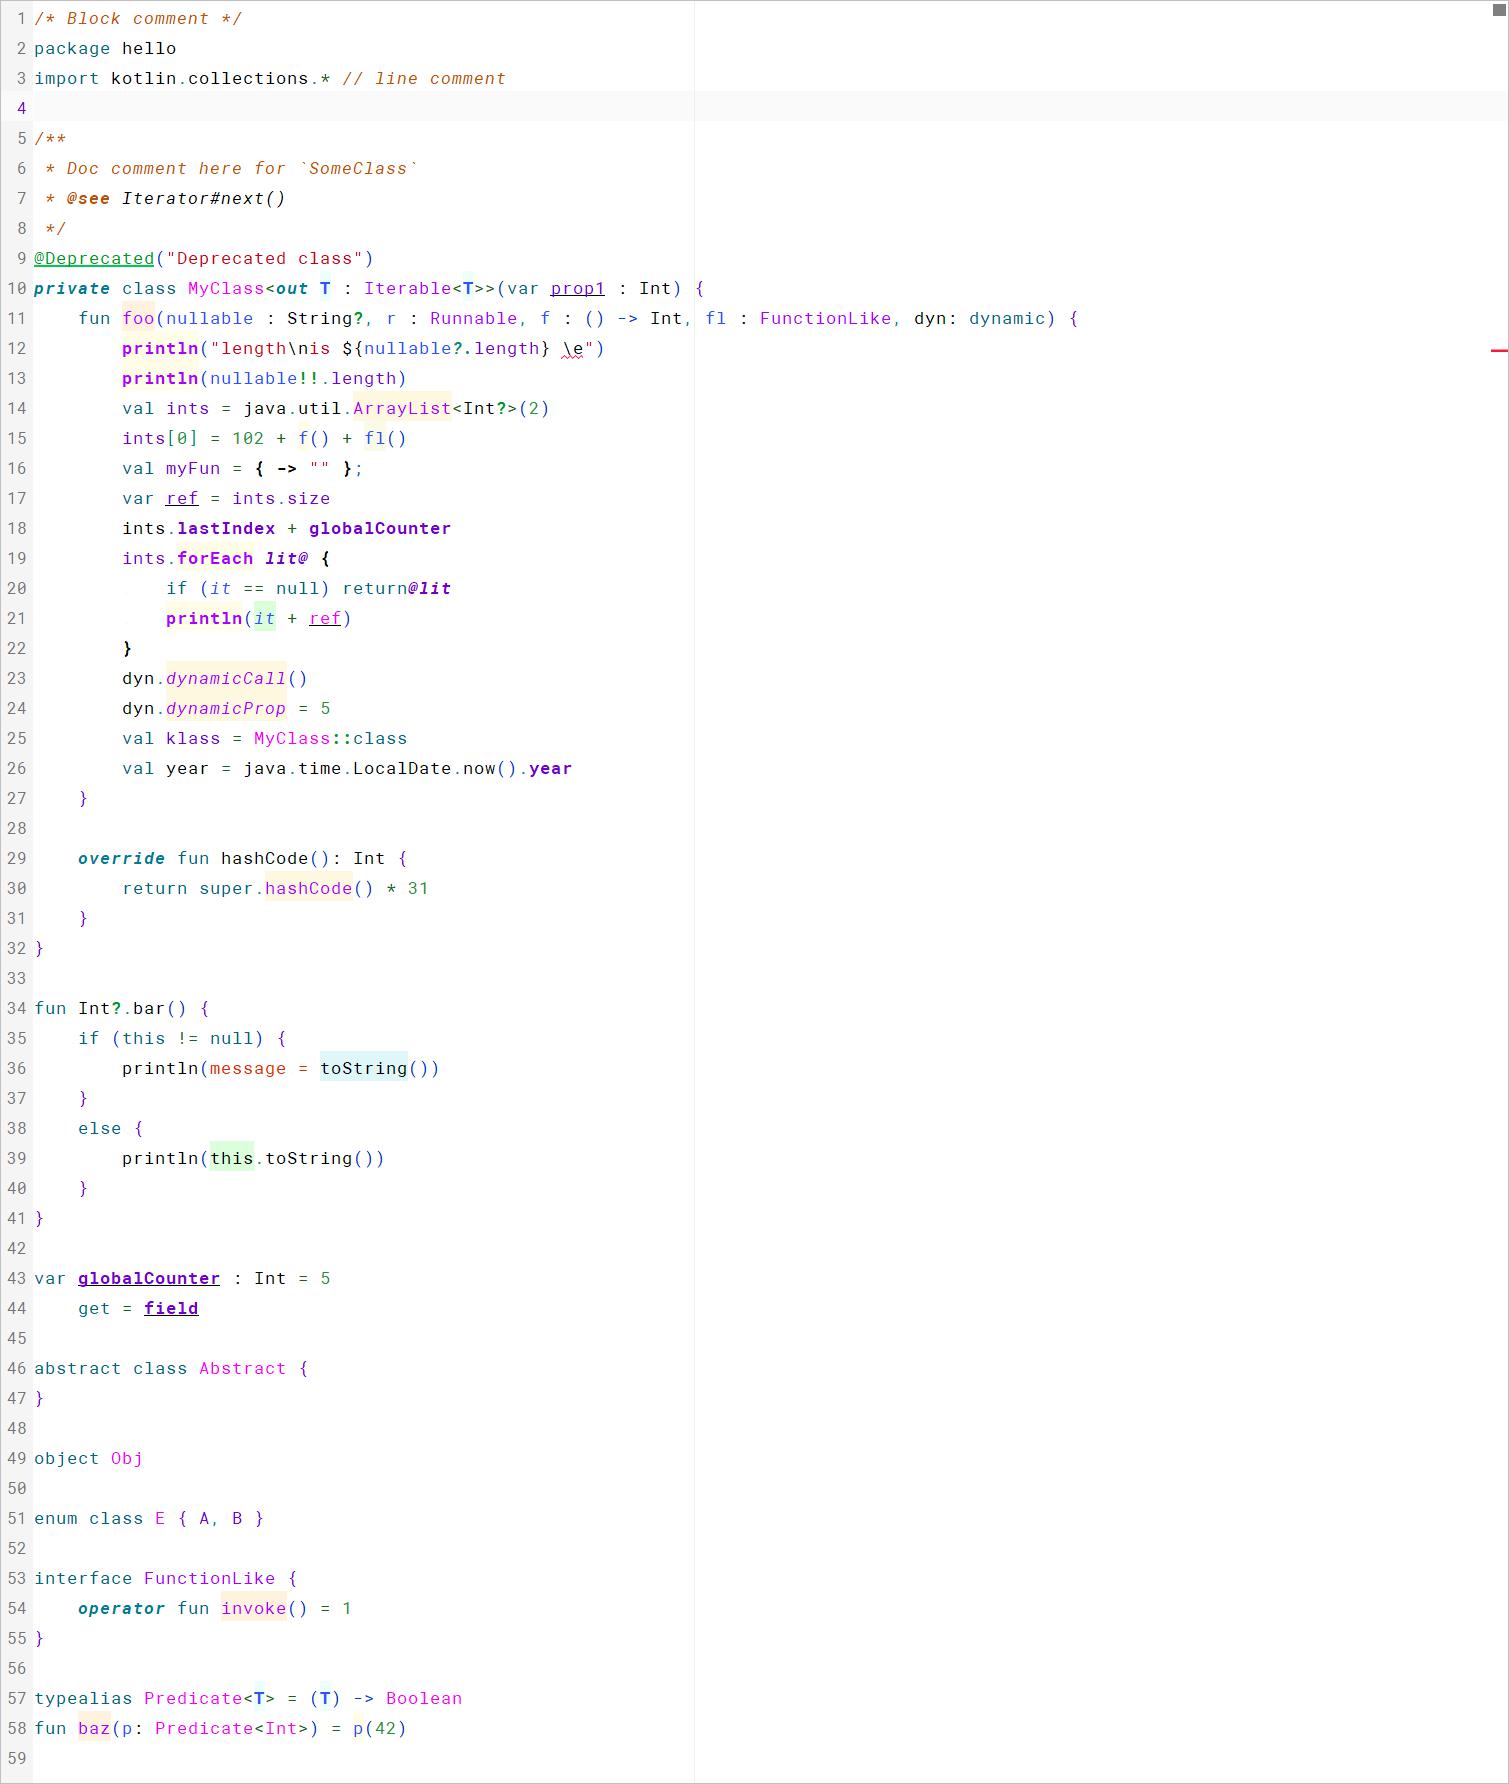 1 /* Block comment */
2 package hello
3 import kotlin.collections.* // line comment
4
5 /**
6  * Doc comment here for `SomeClass`
7  * @see Iterator#next()
8  */
9 @Deprecated("Deprecated class")
10 private class MyClass<out T : Iterable<T>>(var prop1 : Int) {
11     fun foo(nullable : String?, r : Runnable, f : () -> Int, fl : FunctionLike, dyn: dynamic) {
12         println("length\nis ${nullable?.length} \e")
13         println(nullable!!.length)
14         val ints = java.util.ArrayList<Int?>(2)
15         ints[0] = 102 + f() + fl()
16         val myFun = { -> "" };
17         var ref = ints.size
18         ints.lastIndex + globalCounter
19         ints.forEach lit@ {
20             if (it == null) return@lit
21             println(it + ref)
22         }
23         dyn.dynamicCall()
24         dyn.dynamicProp = 5
25         val klass = MyClass::class
26         val year = java.time.LocalDate.now().year
27     }
28
29     override fun hashCode(): Int {
30         return super.hashCode() * 31
31     }
32 }
33
34 fun Int?.bar() {
35     if (this != null) {
36         println(message = toString())
37     }
38     else {
39         println(this.toString())
40     }
41 }
42
43 var globalCounter : Int = 5
44     get = field
45
46 abstract class Abstract {
47 }
48
49 object Obj
50
51 enum class E { A, B }
52
53 interface FunctionLike {
54     operator fun invoke() = 1
55 }
56
57 typealias Predicate<T> = (T) -> Boolean
58 fun baz(p: Predicate<Int>) = p(42)
59